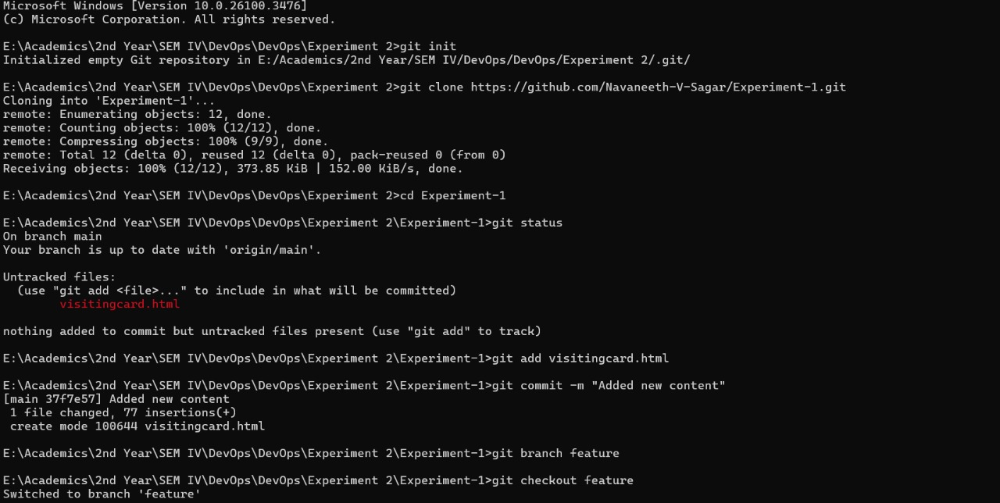 Microsoft Windows [Version 10.0.26100.3476]
(c) Microsoft Corporation. All rights reserved.
E:\Academics\2nd Year\SEM IV\DevOps\DevOps\Experiment 2>git init
Initialized empty Git repository in E:/Academics/2nd Year/SEM IV/DevOps/DevOps/Experiment 2/.git/
E:\Academics\2nd Year\SEM IV\DevOps\DevOps\Experiment 2>git clone https://github.com/Navaneeth-V-Sagar/Experiment-1.git
Cloning into 'Experiment-1'...
remote: Enumerating objects: 12, done.
remote: Counting objects: 100% (12/12), done.
remote: Compressing objects: 100% (9/9), done.
remote: Total 12 (delta 0), reused 12 (delta 0), pack-reused 0 (from 0)
Receiving objects: 100% (12/12), 373.85 KiB | 152.00 KiB/s, done.
E:\Academics\2nd Year\SEM IV\DevOps\DevOps\Experiment 2>cd Experiment-1
E:\Academics\2nd Year\SEM IV\DevOps\DevOps\Experiment 2\Experiment-1>git status
On branch main
Your branch is up to date with 'origin/main'.
Untracked files:
  (use "git add <file>..." to include in what will be committed)
        visitingcard.html
nothing added to commit but untracked files present (use "git add" to track)
E:\Academics\2nd Year\SEM IV\DevOps\DevOps\Experiment 2\Experiment-1>git add visitingcard.html
E:\Academics\2nd Year\SEM IV\DevOps\DevOps\Experiment 2\Experiment-1>git commit -m "Added new content"
[main 37f7e57] Added new content
 1 file changed, 77 insertions(+)
 create mode 100644 visitingcard.html
E:\Academics\2nd Year\SEM IV\DevOps\DevOps\Experiment 2\Experiment-1>git branch feature
E:\Academics\2nd Year\SEM IV\DevOps\DevOps\Experiment 2\Experiment-1>git checkout feature
Switched to branch 'feature'